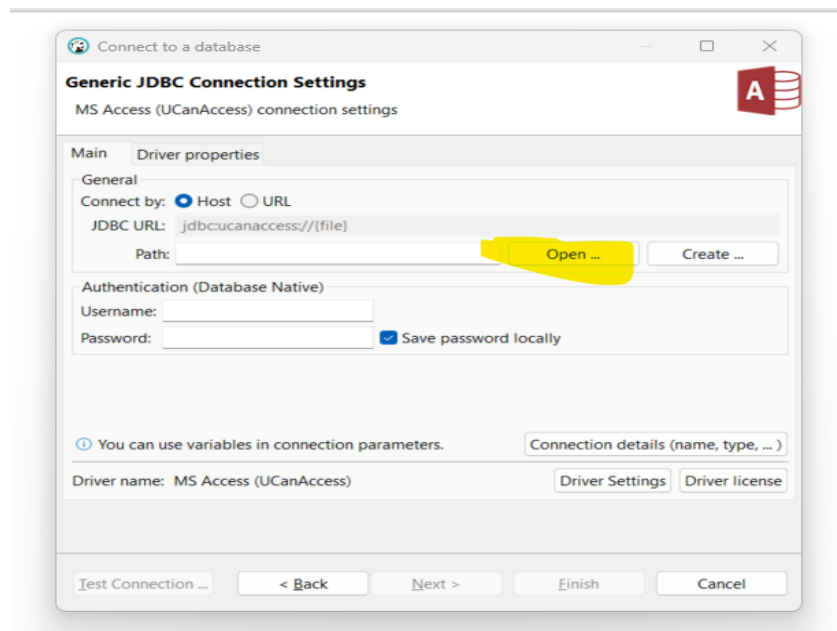 Connect to a database
Generic JDBC Connection Settings
MS Access (UCanAccess) connection settings
A
Main Driver properties
General
Connect by: Host URL
JDBC URL: jdbc:ucanaccess://{file}
Path: Open ... Create ...
Authentication (Database Native)
Username:
Password: Save password locally
You can use variables in connection parameters. Connection details (name, type, ... )
Driver name: MS Access (UCanAccess) Driver Settings Driver license
Test Connection ... < Back Next > Finish Cancel